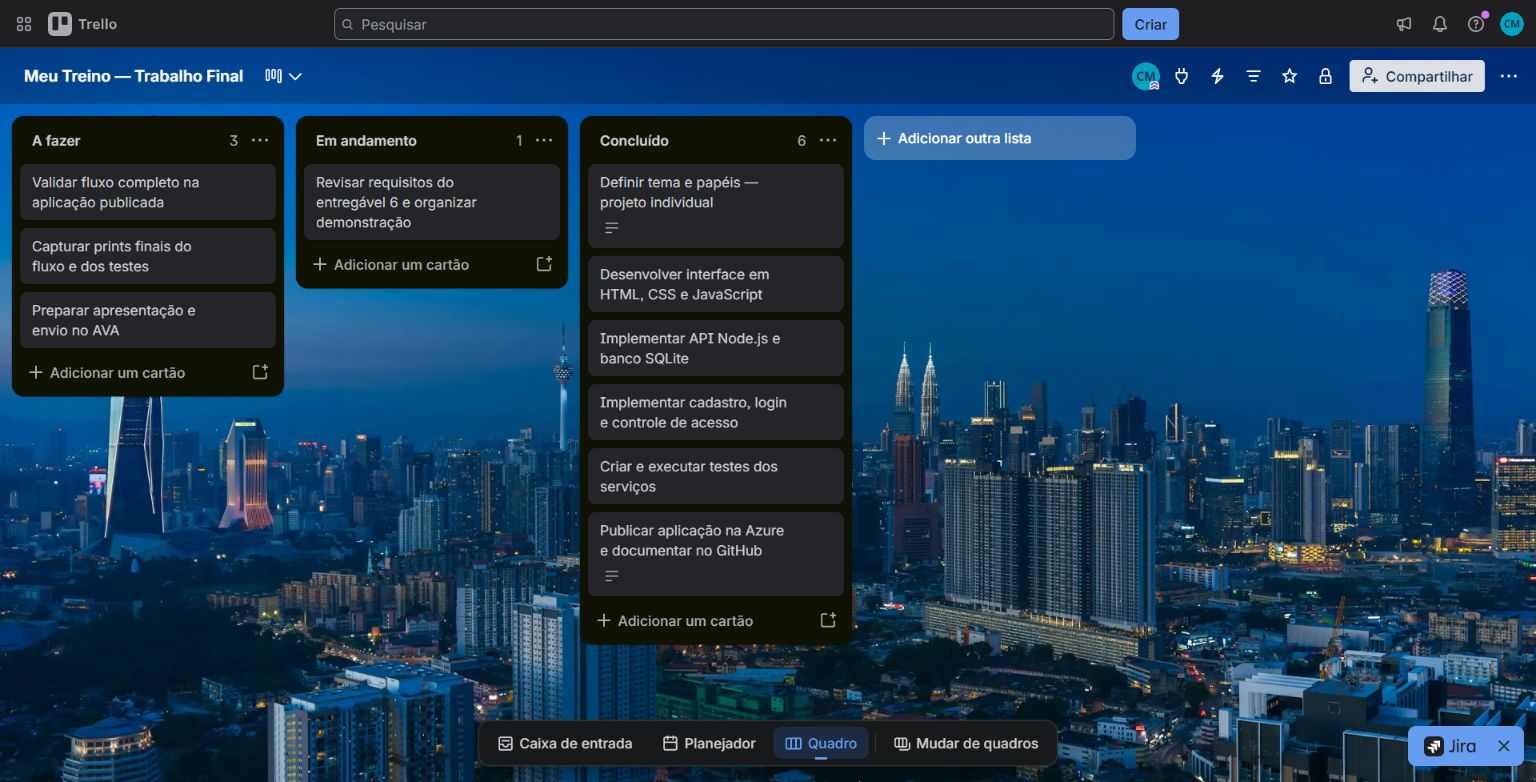 Trello
Pesquisar
Criar
CM
Meu Treino — Trabalho Final
CM
Compartilhar
A fazer 3
Validar fluxo completo na
aplicação publicada
Capturar prints finais do
fluxo e dos testes
Preparar apresentação e
envio no AVA
Adicionar um cartão
Em andamento 1
Revisar requisitos do
entregável 6 e organizar
demonstração
Adicionar um cartão
Concluído 6
Definir tema e papéis —
projeto individual
Desenvolver interface em
HTML, CSS e JavaScript
Implementar API Node.js e
banco SQLite
Implementar cadastro, login
e controle de acesso
Criar e executar testes dos
serviços
Publicar aplicação na Azure
e documentar no GitHub
Adicionar um cartão
Adicionar outra lista
Caixa de entrada
Planejador
Quadro
Mudar de quadros
Jira